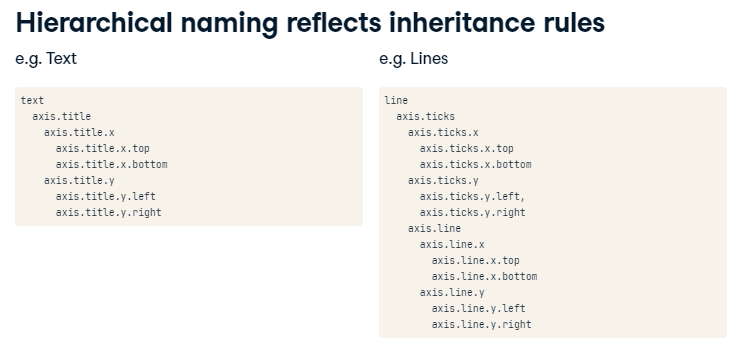 Hierarchical naming reflects inheritance rules
e.g. Text
text
  axis.title
    axis.title.x
      axis.title.x.top
      axis.title.x.bottom
    axis.title.y
      axis.title.y.left
      axis.title.y.right
e.g. Lines
line
  axis.ticks
    axis.ticks.x
      axis.ticks.x.top
      axis.ticks.x.bottom
    axis.ticks.y
      axis.ticks.y.left,
      axis.ticks.y.right
    axis.line
      axis.line.x
        axis.line.x.top
        axis.line.x.bottom
      axis.line.y
        axis.line.y.left
        axis.line.y.right